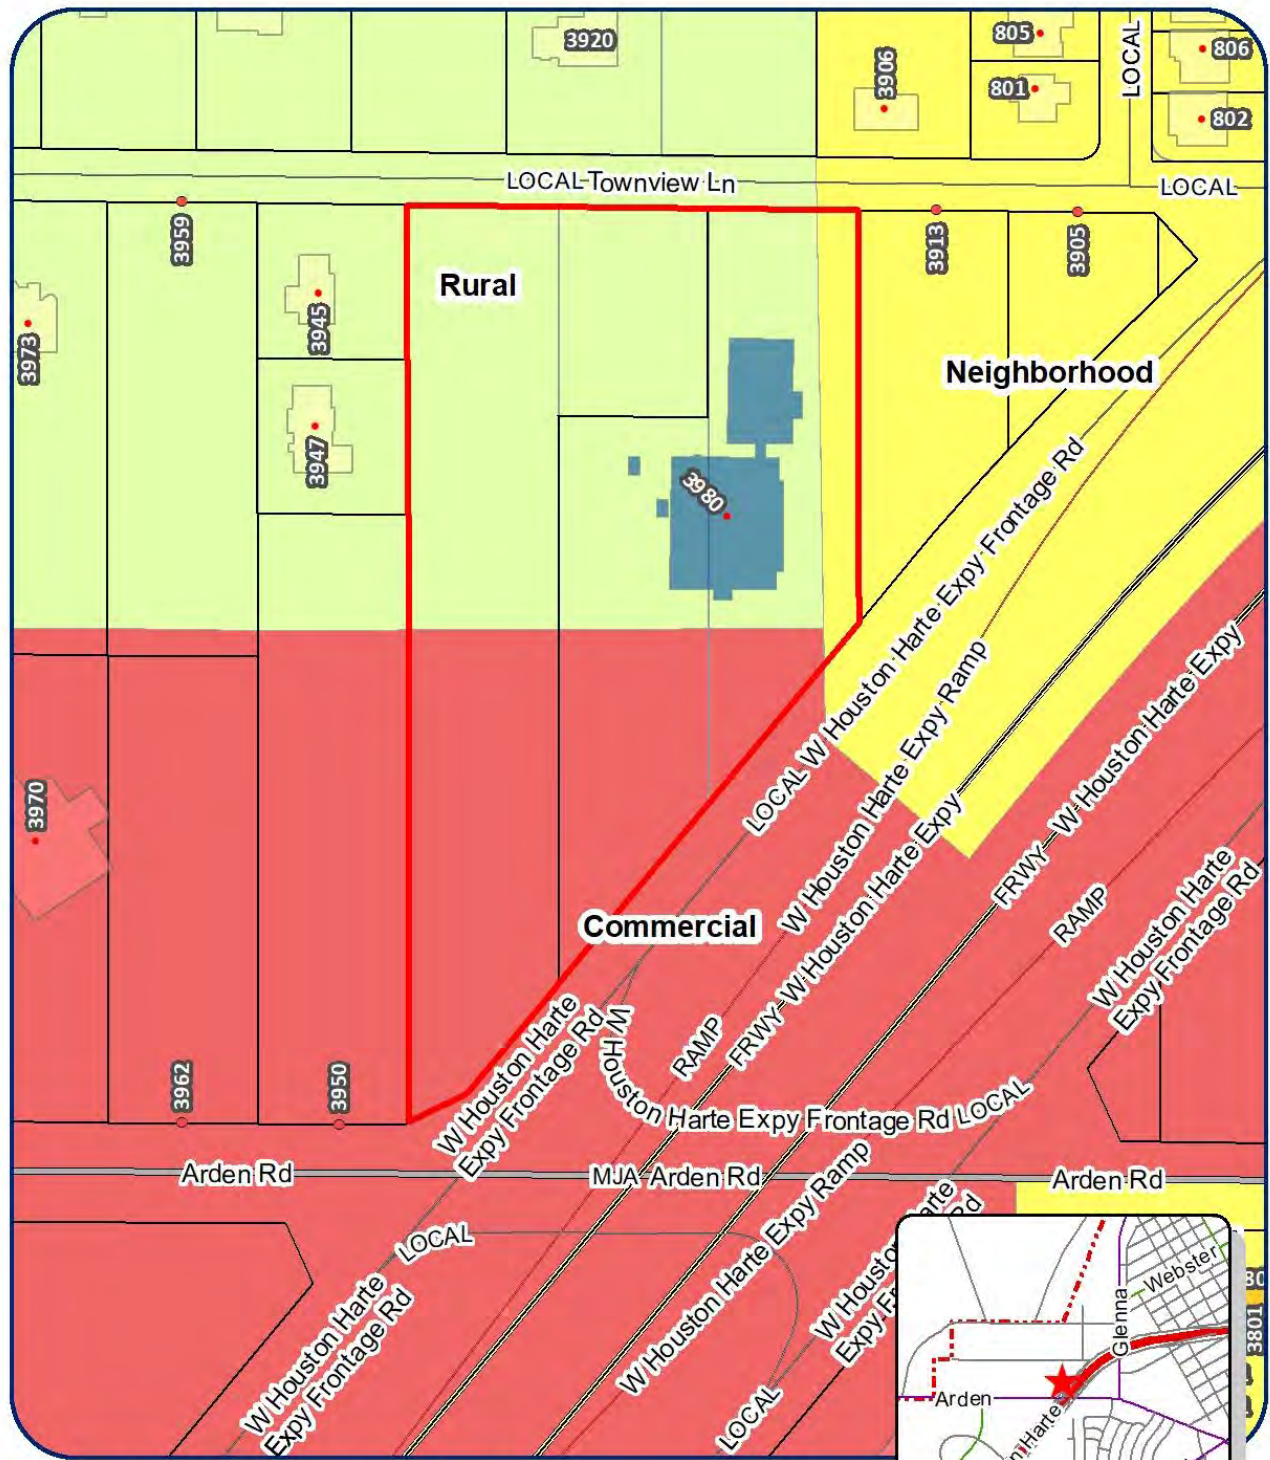 805
LOCAL
806
3920
3906
801
802
LOCAL Townview Ln
LOCAL
3959
3913
3905
Rural
3945
3973
Neighborhood
3947
3980
LOCAL W Houston Harte Expy Frontage Rd
W Houston Harte Expy Ramp
W Houston Harte Expy
FRWY
3970
W Houston Harte
Expy Frontage Rd
RAMP
Commercial
FRWY W Houston Harte Expy
RAMP
W Houston Harte
Expy Frontage Rd
W Houston Harte Expy Frontage Rd LOCAL
3962
3950
Arden Rd
MJA Arden Rd
Arden Rd
W Houston Harte Expy Ramp
LOCAL
W Houston Harte
Expy Frontage Rd
LOCAL
Webster
Glenna
Arden
3801